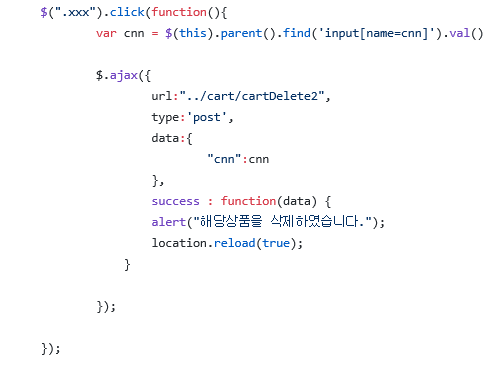 $(".xxx").click(function(){
var cnn = $(this).parent().find('input[name=cnn]').val()
$.ajax({
url:"../cart/cartDelete2",
type:'post',
data:{
"cnn":cnn
},
success : function(data) {
alert("해당상품을 삭제하였습니다.");
location.reload(true);
}
});
});